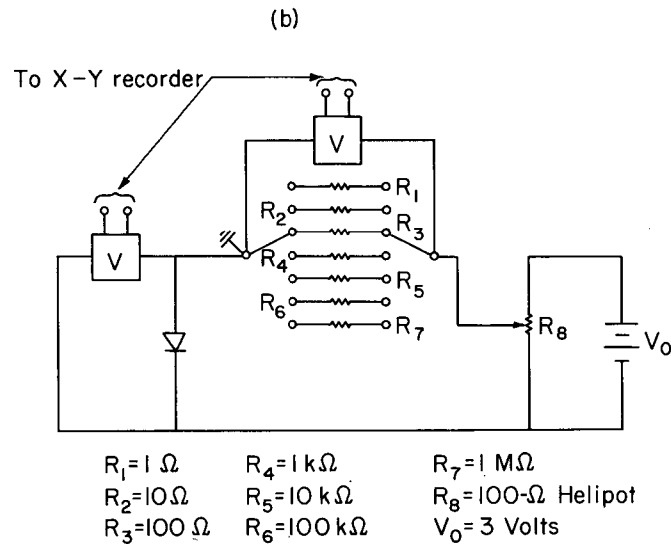 (b)
To X-Y recorder
V
R₁
R₂
R₃
V
R₄
R₅
R₆
R₇
R₈
V₀
R₁=1 Ω R₄=1 kΩ R₇=1 MΩ
R₂=10 Ω R₅=10 kΩ R₈=100-Ω Helipot
R₃=100 Ω R₆=100 kΩ V₀=3 Volts